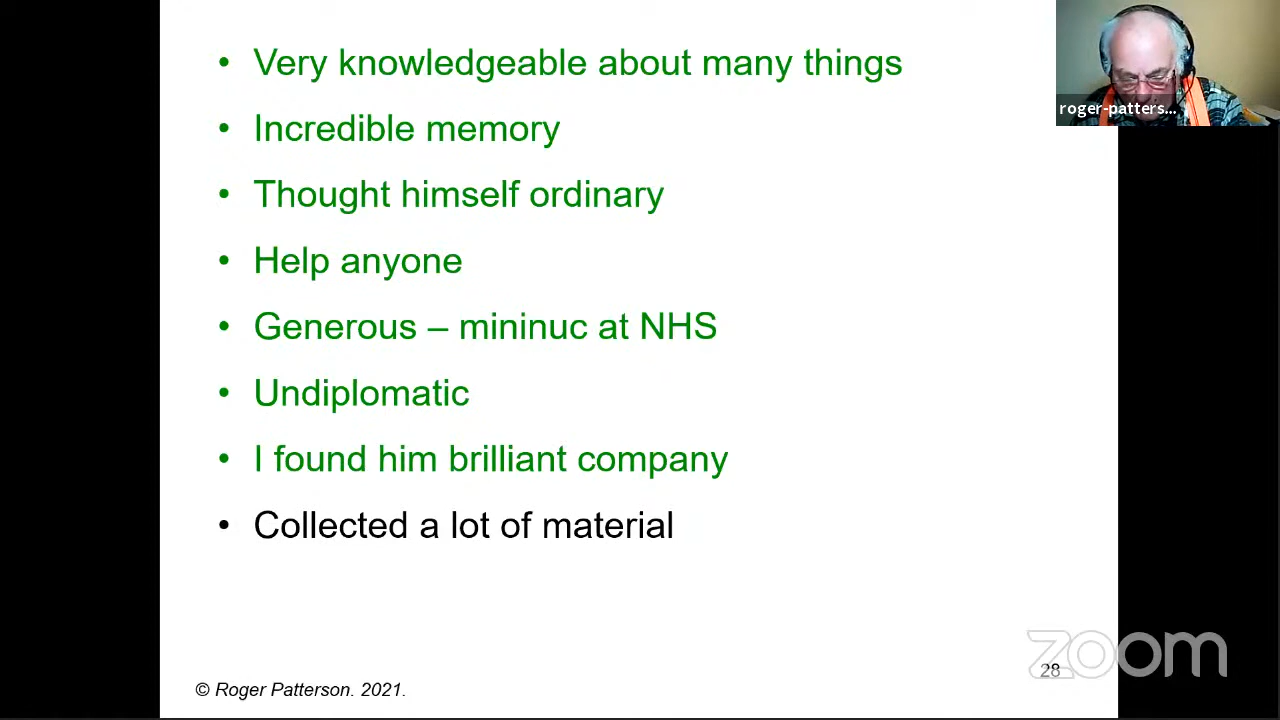 • Very knowledgeable about many things
• Incredible memory
• Thought himself ordinary
• Help anyone
• Generous – mininuc at NHS
• Undiplomatic
• I found him brilliant company
• Collected a lot of material
roger-patters...
zoom
28
© Roger Patterson. 2021.